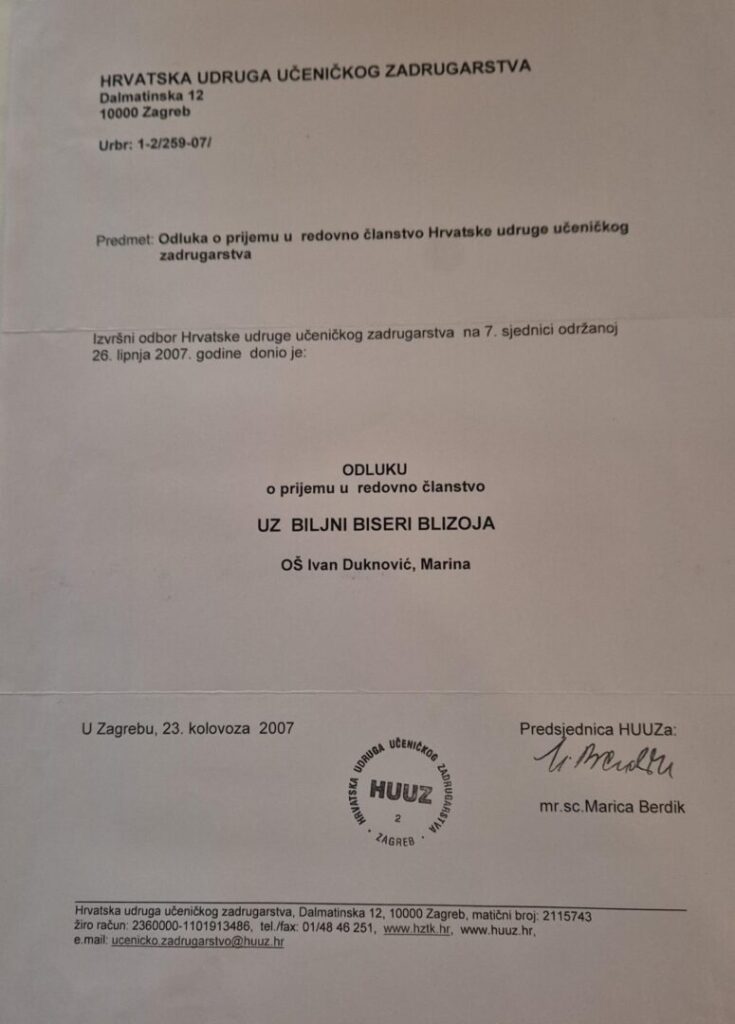 HRVATSKA UDRUGA UČENIČKOG ZADRUGARSTVA
Dalmatinska 12
10000 Zagreb
Urbr: 1-2/259-07/
Predmet: Odluka o prijemu u redovno članstvo Hrvatske udruge učeničkog
zadrugarstva
Izvršni odbor Hrvatske udruge učeničkog zadrugarstva na 7. sjednici održanoj
26. lipnja 2007. godine donio je:
ODLUKU
o prijemu u redovno članstvo
UZ BILJNI BISERI BLIZOJA
OŠ Ivan Duknović, Marina
U Zagrebu, 23. kolovoza 2007
Predsjednica HUUZa:
M. Berdik
mr.sc.Marica Berdik
HRVATSKA UDRUGA UČENIČKOG ZADRUGARSTVA
HUUZ
2
· ZAGREB ·
Hrvatska udruga učeničkog zadrugarstva, Dalmatinska 12, 10000 Zagreb, matični broj: 2115743
žiro račun: 2360000-1101913486, tel./fax: 01/48 46 251, www.hztk.hr, www.huuz.hr,
e.mail: ucenicko.zadrugarstvo@huuz.hr